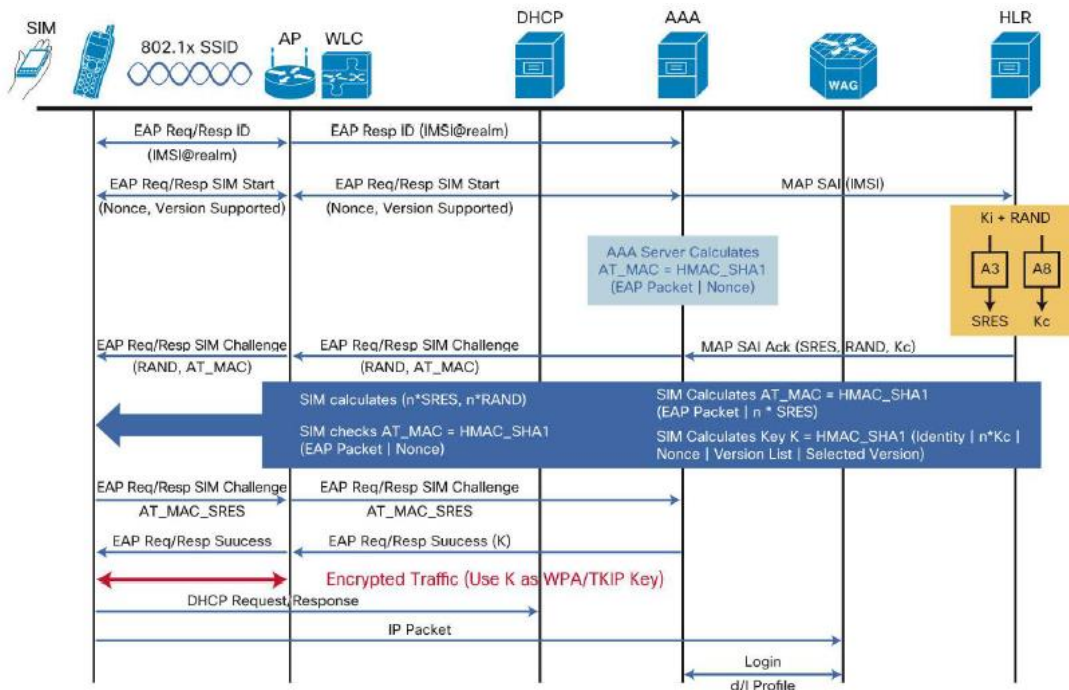 SIM
802.1x SSID
AP
WLC
DHCP
AAA
WAG
HLR
EAP Req/Resp ID
(IMSI@realm)
EAP Resp ID (IMSI@realm)
EAP Req/Resp SIM Start
(Nonce, Version Supported)
EAP Req/Resp SIM Start
(Nonce, Version Supported)
MAP SAI (IMSI)
Ki + RAND
A3
A8
SRES
Kc
AAA Server Calculates
AT_MAC = HMAC_SHA1
(EAP Packet | Nonce)
EAP Req/Resp SIM Challenge
(RAND, AT_MAC)
EAP Req/Resp SIM Challenge
(RAND, AT_MAC)
MAP SAI Ack (SRES, RAND, Kc)
SIM calculates (n*SRES, n*RAND)
SIM checks AT_MAC = HMAC_SHA1
(EAP Packet | Nonce)
SIM Calculates AT_MAC = HMAC_SHA1
(EAP Packet | n * SRES)
SIM Calculates Key K = HMAC_SHA1 (Identity | n*Kc |
Nonce | Version List | Selected Version)
EAP Req/Resp SIM Challenge
AT_MAC_SRES
EAP Req/Resp SIM Challenge
AT_MAC_SRES
EAP Req/Resp Suucess
EAP Req/Resp Suucess (K)
Encrypted Traffic (Use K as WPA/TKIP Key)
DHCP Request/Response
IP Packet
Login
d/l Profile